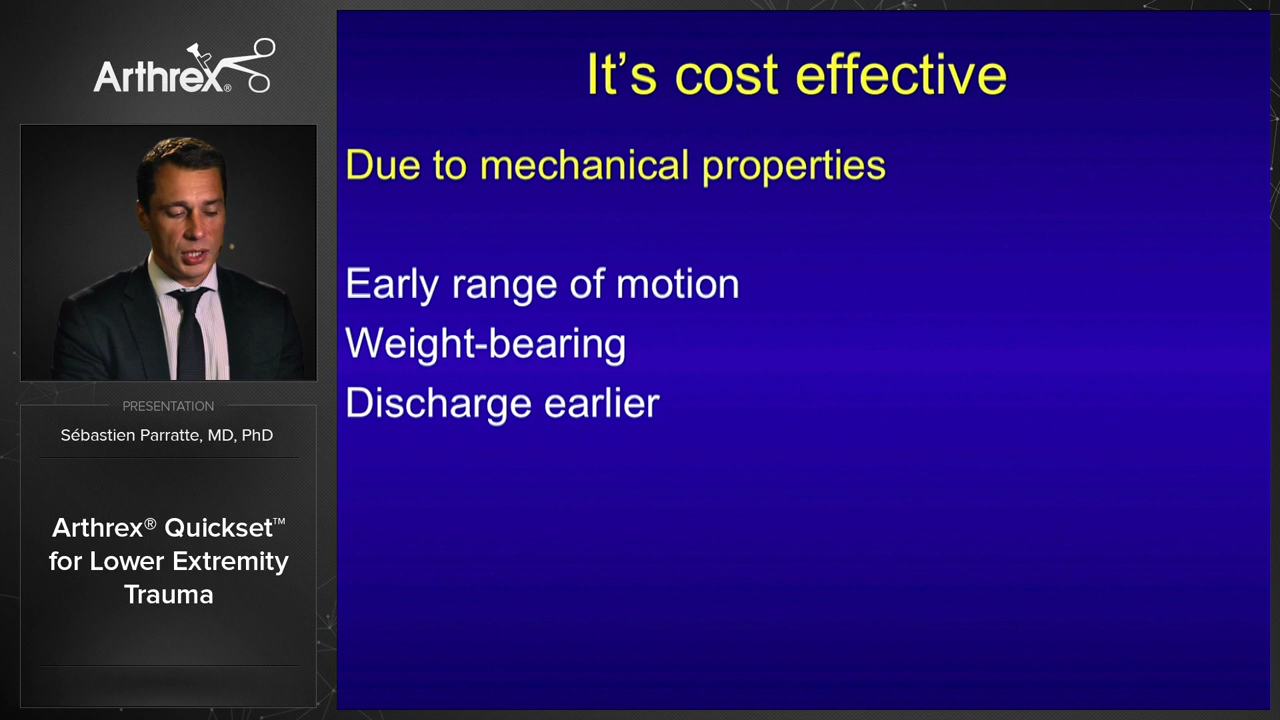 Arthrex®
PRESENTATION
Sébastien Parratte, MD, PhD
Arthrex® Quickset™
for Lower Extremity
Trauma
It’s cost effective
Due to mechanical properties
Early range of motion
Weight-bearing
Discharge earlier